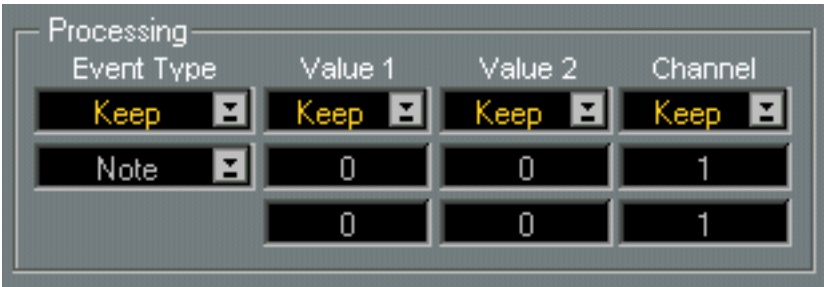 Processing
Event Type Value 1 Value 2 Channel
Keep Keep Keep Keep
Note 0 0 1
0 0 1